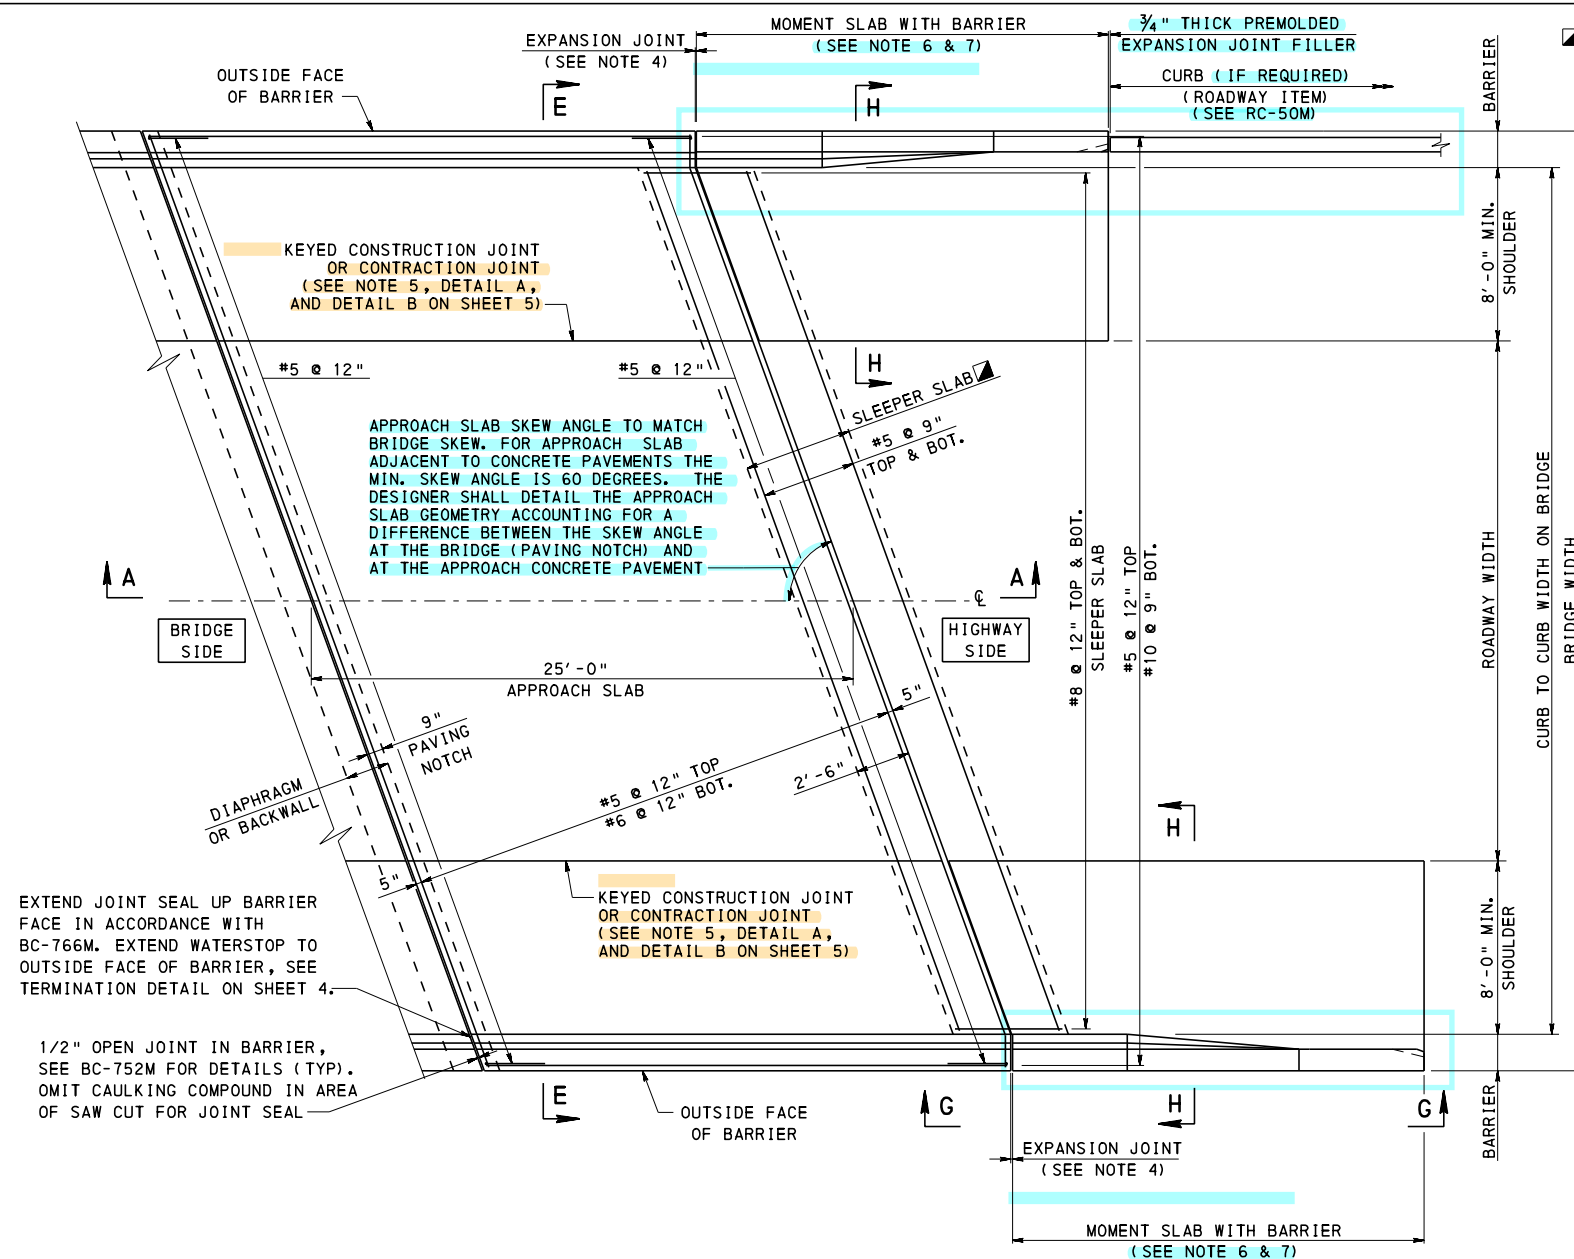 MOMENT SLAB WITH BARRIER
(SEE NOTE 6 & 7)
3/4" THICK PREMOLDED
EXPANSION JOINT FILLER
EXPANSION JOINT
(SEE NOTE 4)
CURB (IF REQUIRED)
(ROADWAY ITEM)
(SEE RC-50M)
BARRIER
OUTSIDE FACE
OF BARRIER
E
H
KEYED CONSTRUCTION JOINT
OR CONTRACTION JOINT
(SEE NOTE 5, DETAIL A,
AND DETAIL B ON SHEET 5)
8'-0" MIN.
SHOULDER
#5 @ 12"
#5 @ 12"
H
SLEEPER SLAB
#5 @ 9"
TOP & BOT.
APPROACH SLAB SKEW ANGLE TO MATCH
BRIDGE SKEW. FOR APPROACH SLAB
ADJACENT TO CONCRETE PAVEMENTS THE
MIN. SKEW ANGLE IS 60 DEGREES. THE
DESIGNER SHALL DETAIL THE APPROACH
SLAB GEOMETRY ACCOUNTING FOR A
DIFFERENCE BETWEEN THE SKEW ANGLE
AT THE BRIDGE (PAVING NOTCH) AND
AT THE APPROACH CONCRETE PAVEMENT
A
A
℄
BRIDGE
SIDE
HIGHWAY
SIDE
25'-0"
APPROACH SLAB
#8 @ 12" TOP & BOT.
SLEEPER SLAB
#5 @ 12" TOP
#10 @ 9" BOT.
ROADWAY WIDTH
CURB TO CURB WIDTH ON BRIDGE
BRIDGE WIDTH
9"
PAVING
NOTCH
5"
DIAPHRAGM
OR BACKWALL
#5 @ 12" TOP
#6 @ 12" BOT.
2'-6"
H
5"
KEYED CONSTRUCTION JOINT
OR CONTRACTION JOINT
(SEE NOTE 5, DETAIL A,
AND DETAIL B ON SHEET 5)
EXTEND JOINT SEAL UP BARRIER
FACE IN ACCORDANCE WITH
BC-766M. EXTEND WATERSTOP TO
OUTSIDE FACE OF BARRIER, SEE
TERMINATION DETAIL ON SHEET 4.
8'-0" MIN.
SHOULDER
1/2" OPEN JOINT IN BARRIER,
SEE BC-752M FOR DETAILS (TYP).
OMIT CAULKING COMPOUND IN AREA
OF SAW CUT FOR JOINT SEAL
E
OUTSIDE FACE
OF BARRIER
G
H
G
BARRIER
EXPANSION JOINT
(SEE NOTE 4)
MOMENT SLAB WITH BARRIER
(SEE NOTE 6 & 7)